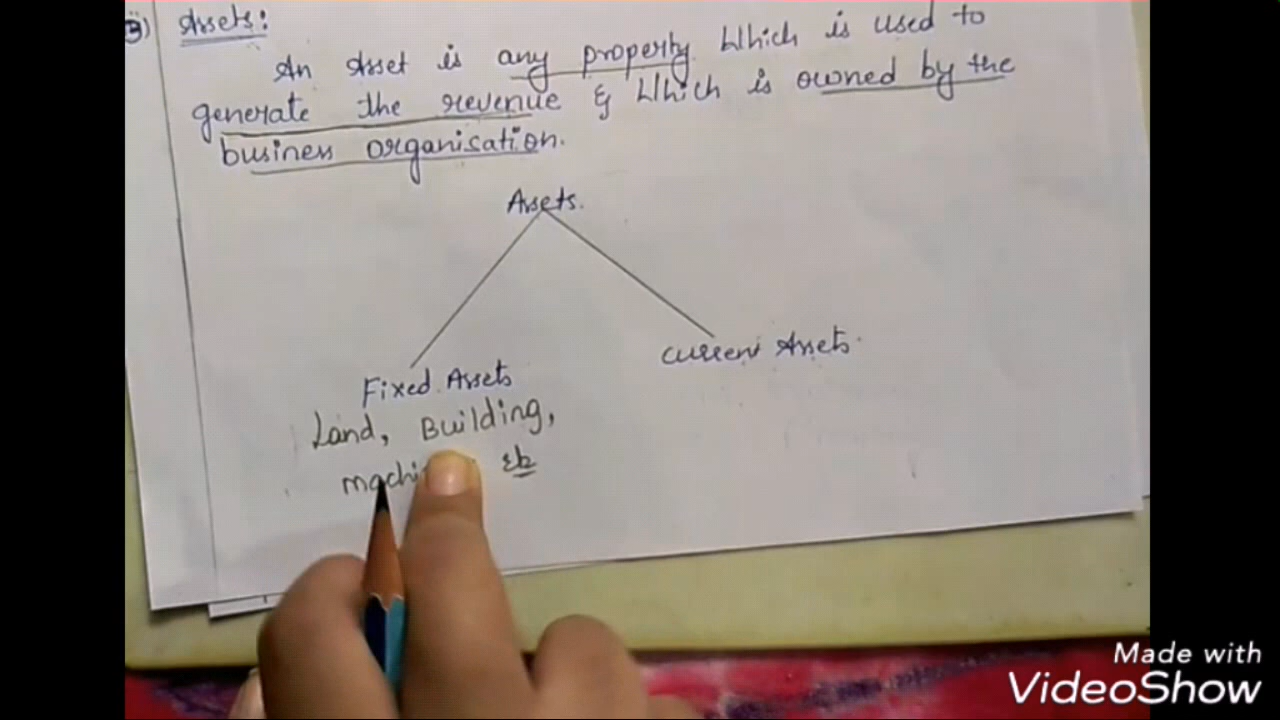 3) Assets:
An Asset is any property which is used to
generate the revenue & which is owned by the
business organisation.
Assets.
Fixed Assets
Current Assets.
Land, Building,
etc
Made with
VideoShow